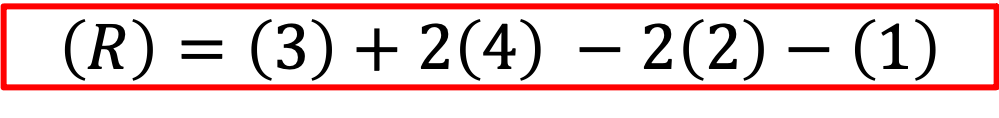 (R) = (3) + 2(4) − 2(2) − (1)